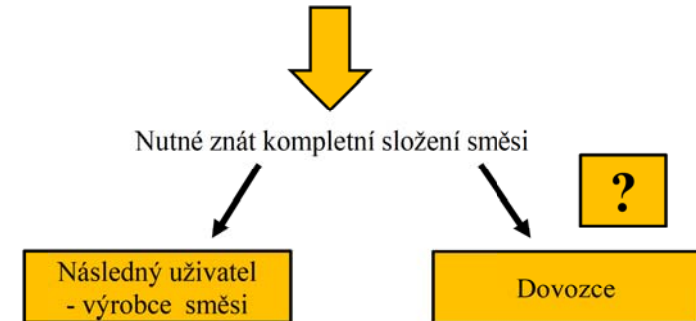 Nutné znát kompletní složení směsi
?
Následný uživatel
- výrobce  směsi
Dovozce